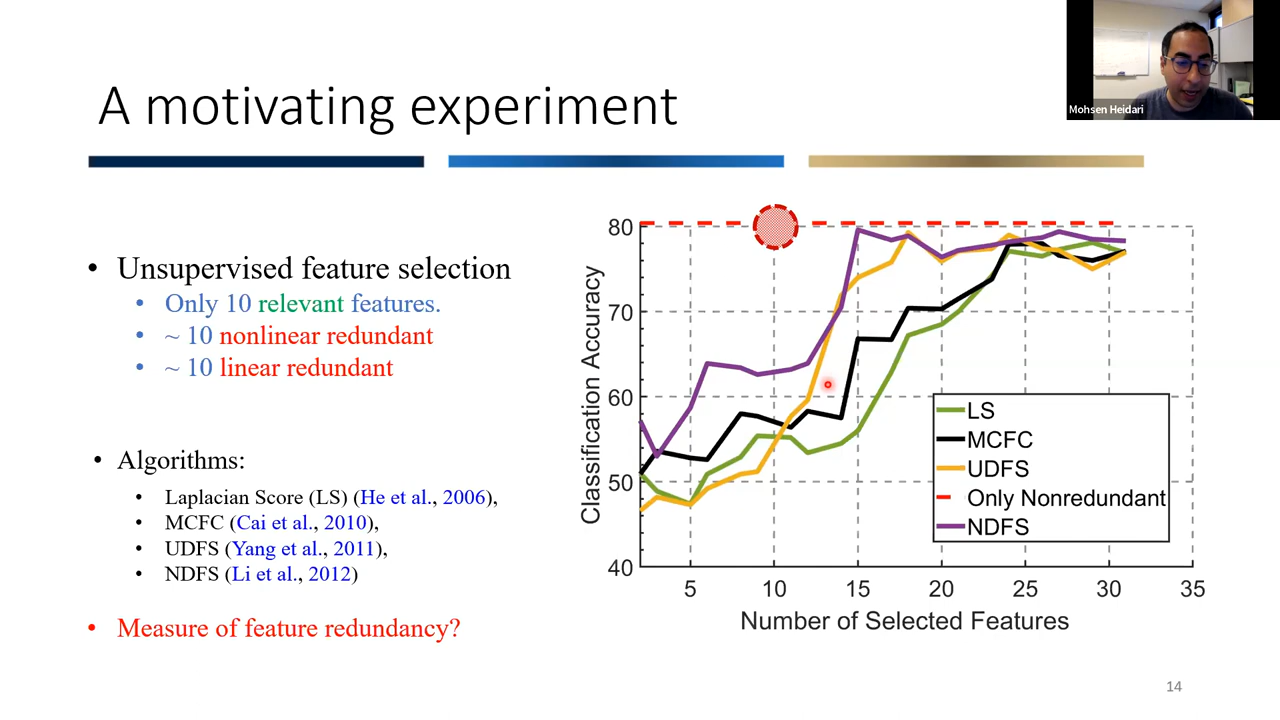 Mohsen Heidari
A motivating experiment
• Unsupervised feature selection
• Only 10 relevant features.
• ~ 10 nonlinear redundant
• ~ 10 linear redundant
• Algorithms:
• Laplacian Score (LS) (He et al., 2006),
• MCFC (Cai et al., 2010),
• UDFS (Yang et al., 2011),
• NDFS (Li et al., 2012)
• Measure of feature redundancy?
Classification Accuracy
80
70
60
50
40
5 10 15 20 25 30 35
Number of Selected Features
LS
MCFC
UDFS
Only Nonredundant
NDFS
14